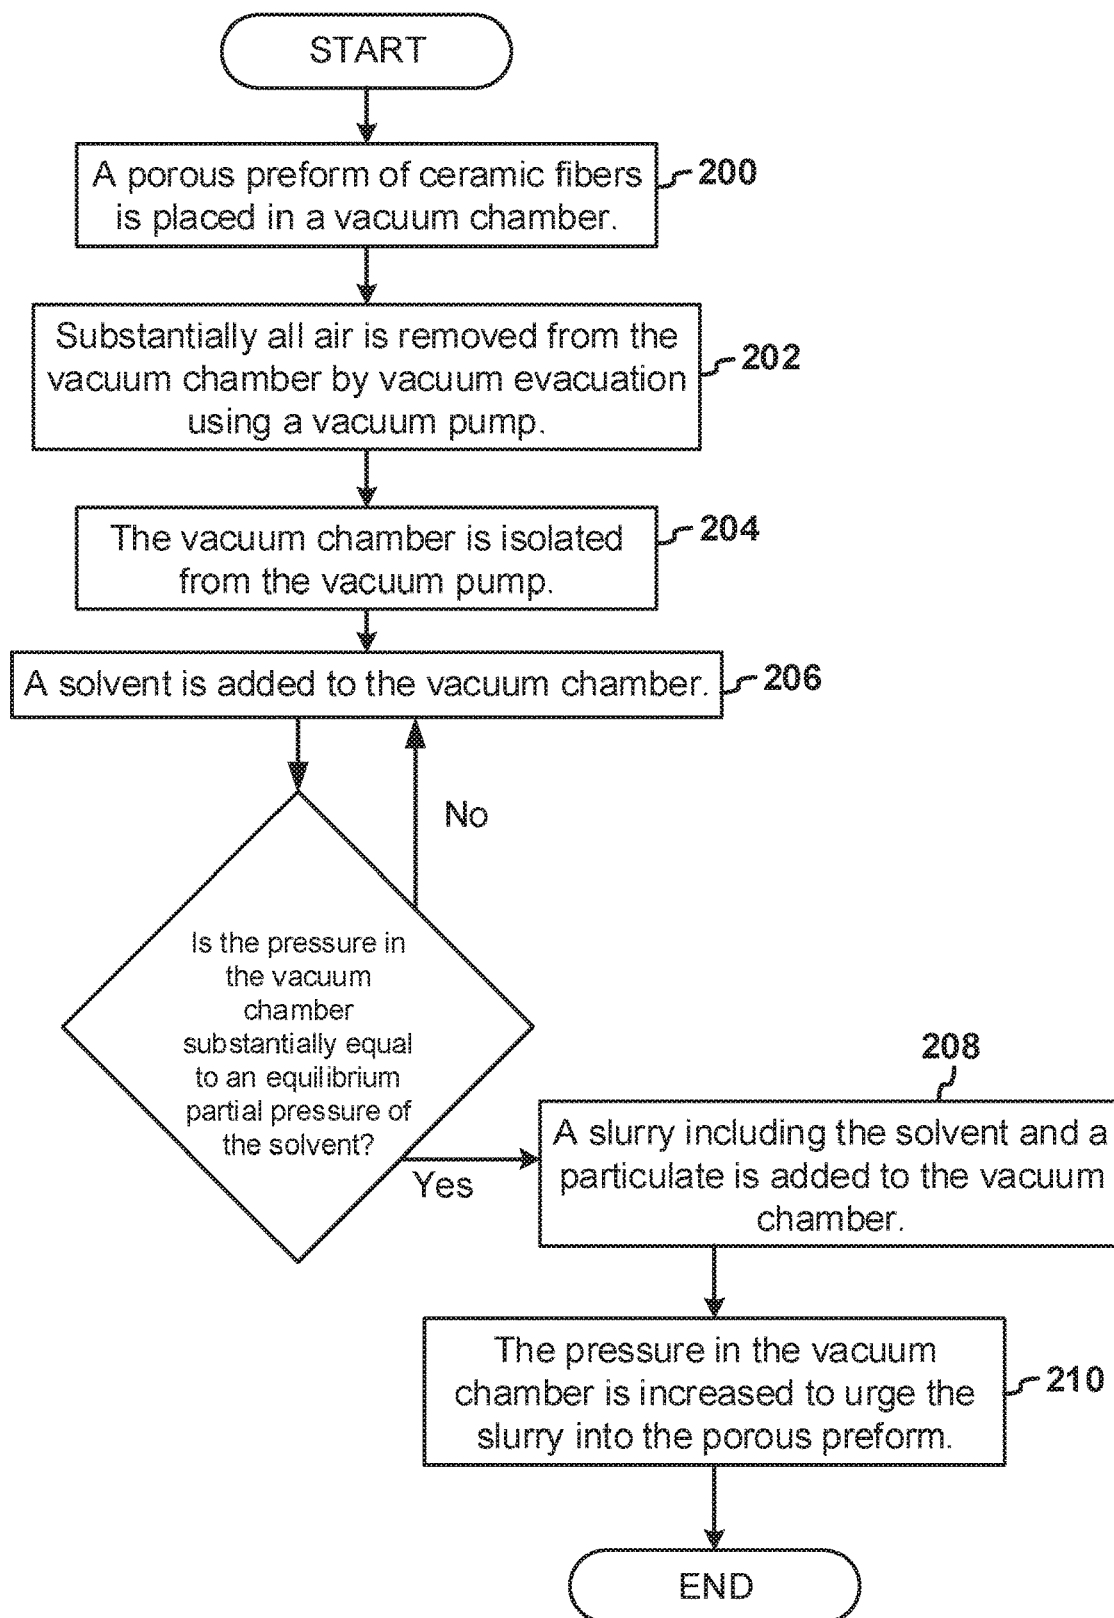 START
A porous preform of ceramic fibers
is placed in a vacuum chamber.
200
Substantially all air is removed from the
vacuum chamber by vacuum evacuation
using a vacuum pump.
202
The vacuum chamber is isolated
from the vacuum pump.
204
A solvent is added to the vacuum chamber.
206
No
Is the pressure in
the vacuum
chamber
substantially equal
to an equilibrium
partial pressure of
the solvent?
Yes
208
A slurry including the solvent and a
particulate is added to the vacuum
chamber.
The pressure in the vacuum
chamber is increased to urge the
slurry into the porous preform.
210
END